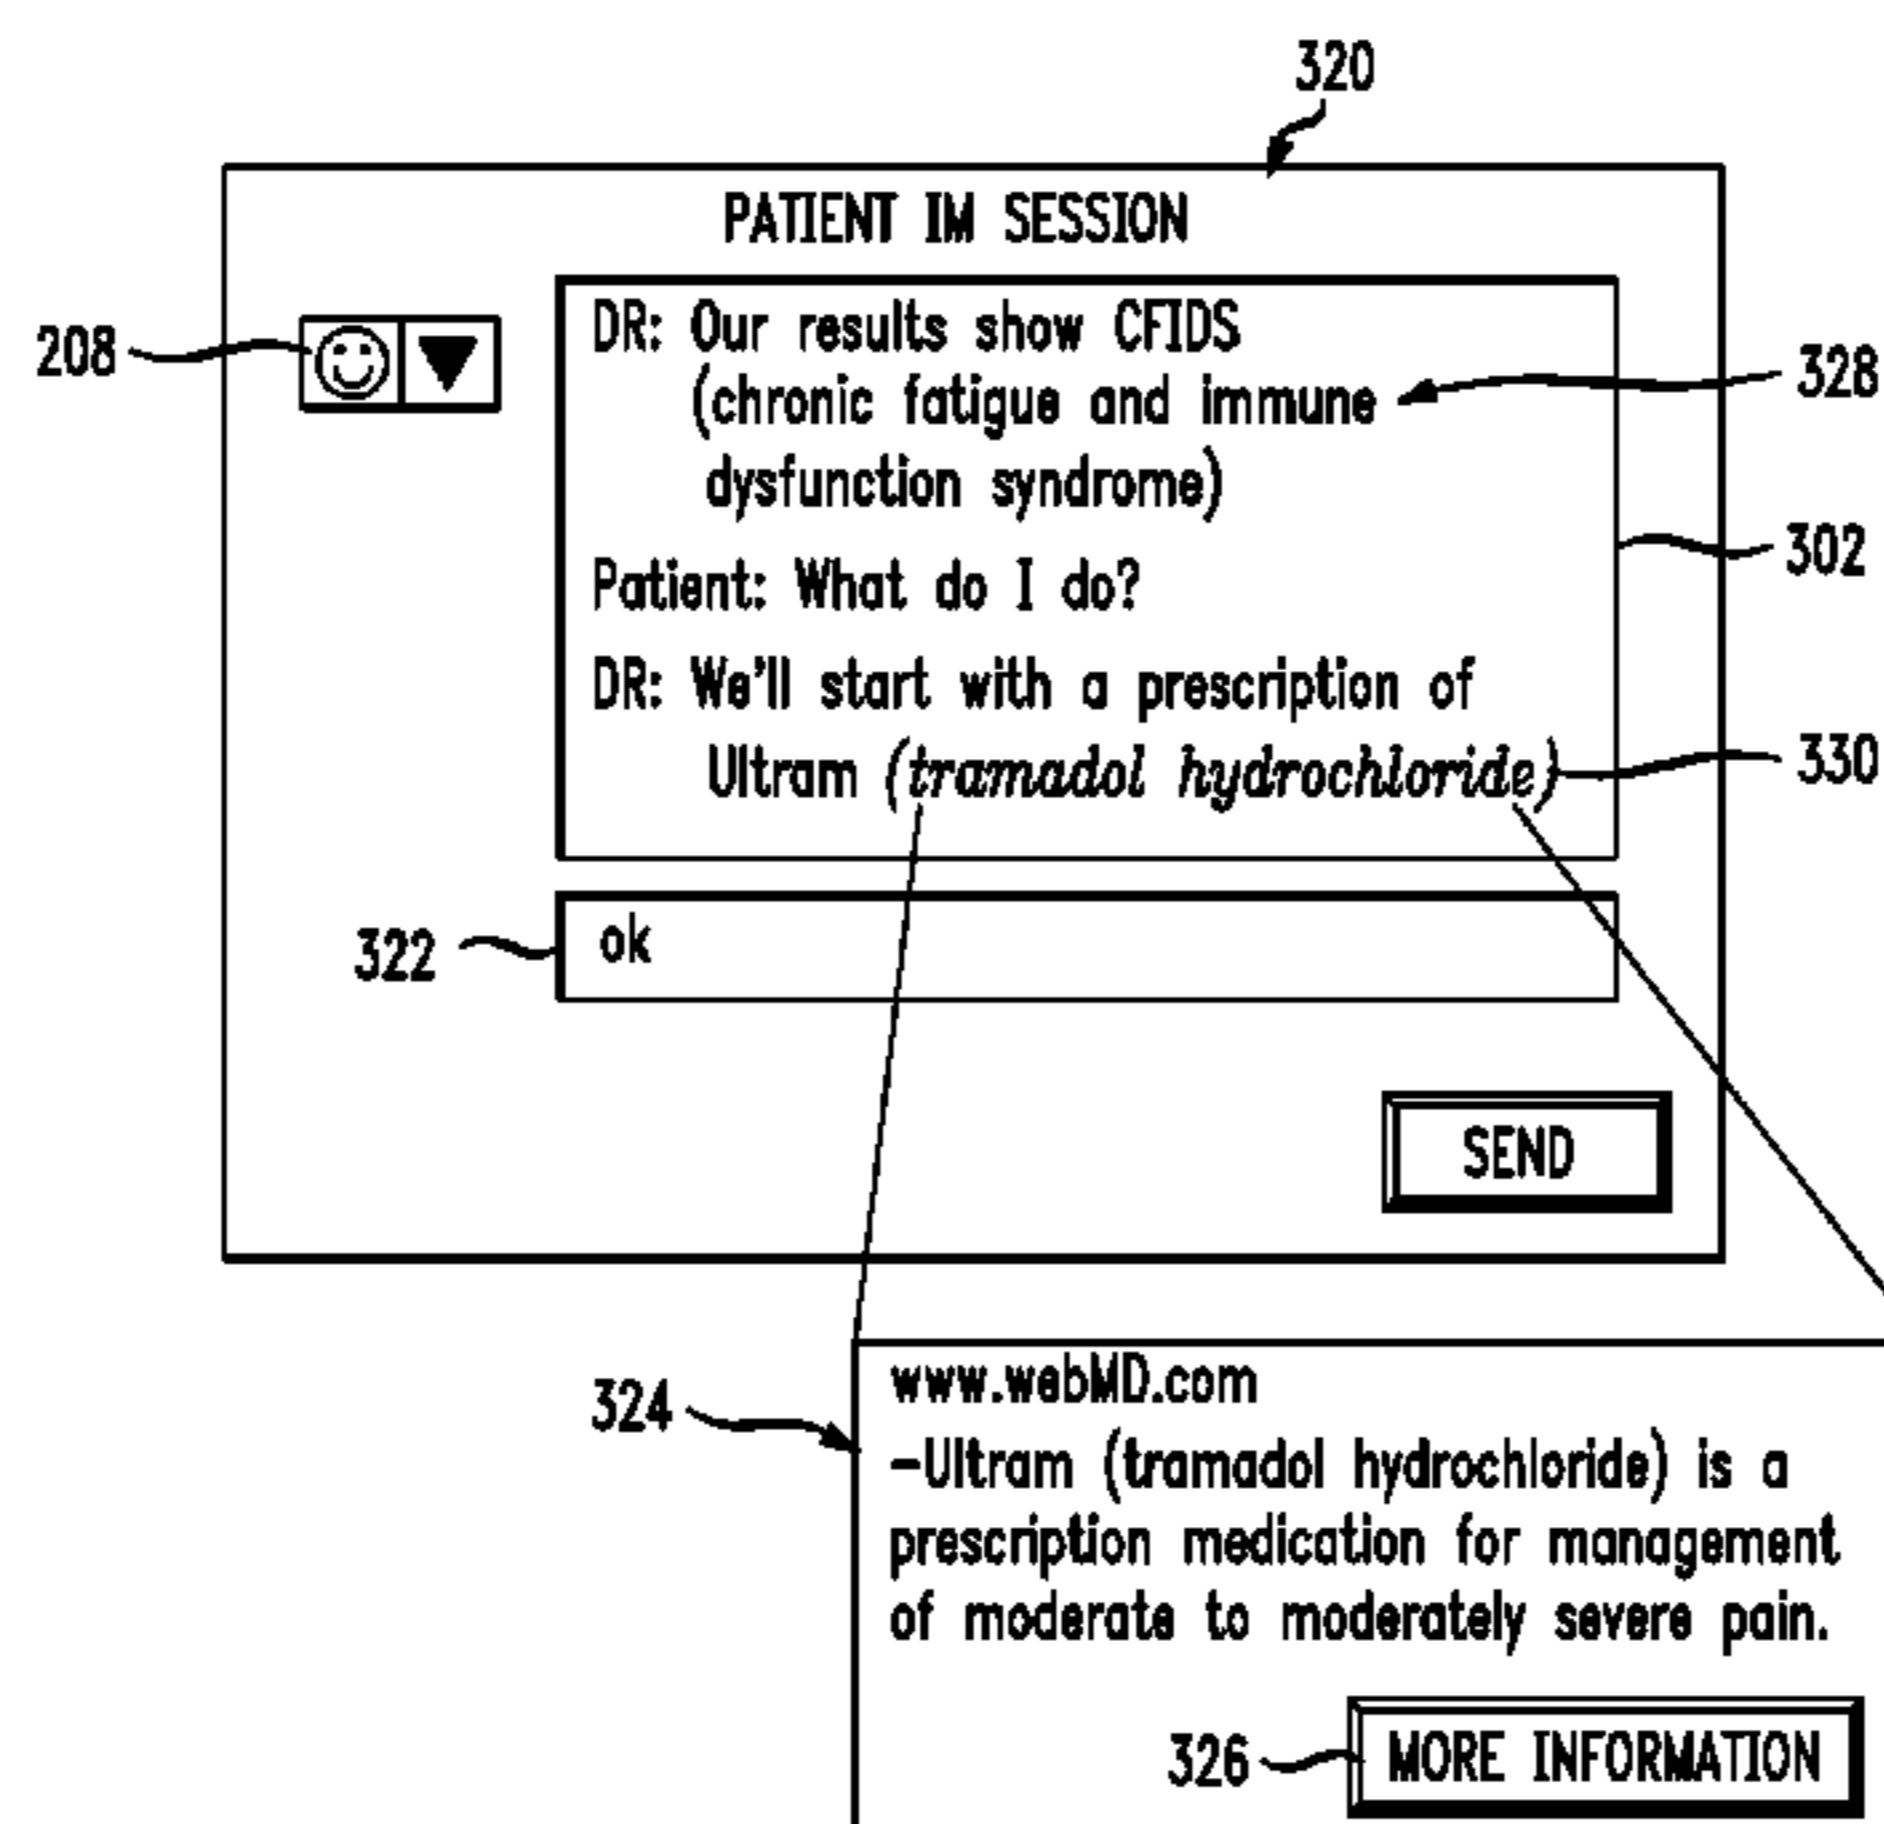 320
PATIENT IM SESSION
208
DR: Our results show CFIDS
(chronic fatigue and immune
dysfunction syndrome)
328
302
Patient: What do I do?
DR: We'll start with a prescription of
Ultram (tramadol hydrochloride)
330
322
ok
SEND
324
www.webMD.com
-Ultram (tramadol hydrochloride) is a
prescription medication for management
of moderate to moderately severe pain.
326
MORE INFORMATION